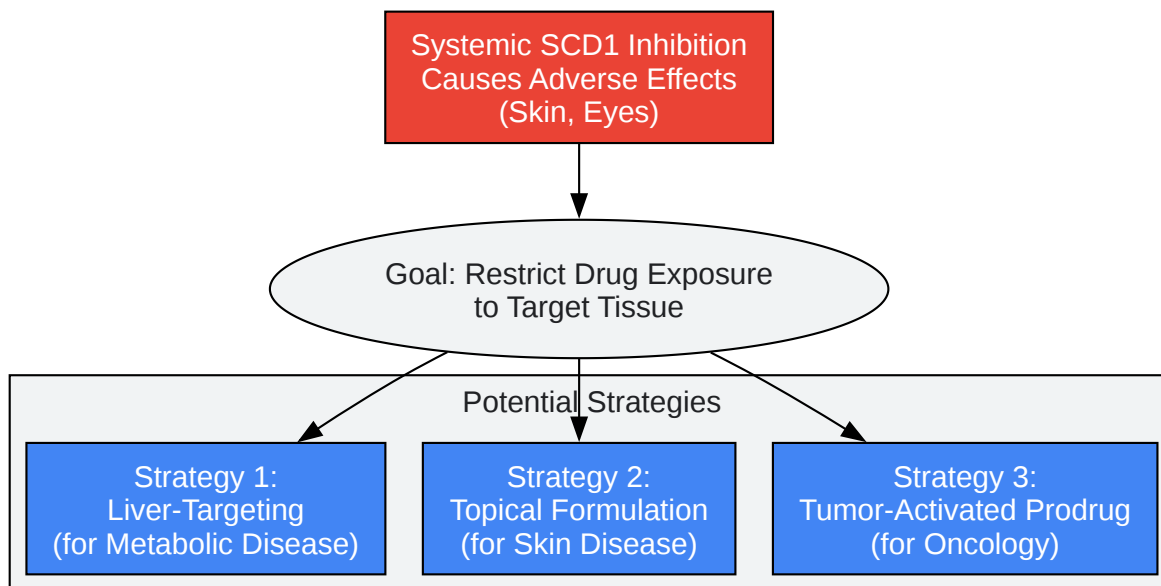 Systemic SCD1 Inhibition
Causes Adverse Effects
(Skin, Eyes)
Goal: Restrict Drug Exposure
to Target Tissue
Potential Strategies
Strategy 1:
Liver-Targeting
(for Metabolic Disease)
Strategy 2:
Topical Formulation
(for Skin Disease)
Strategy 3:
Tumor-Activated Prodrug
(for Oncology)